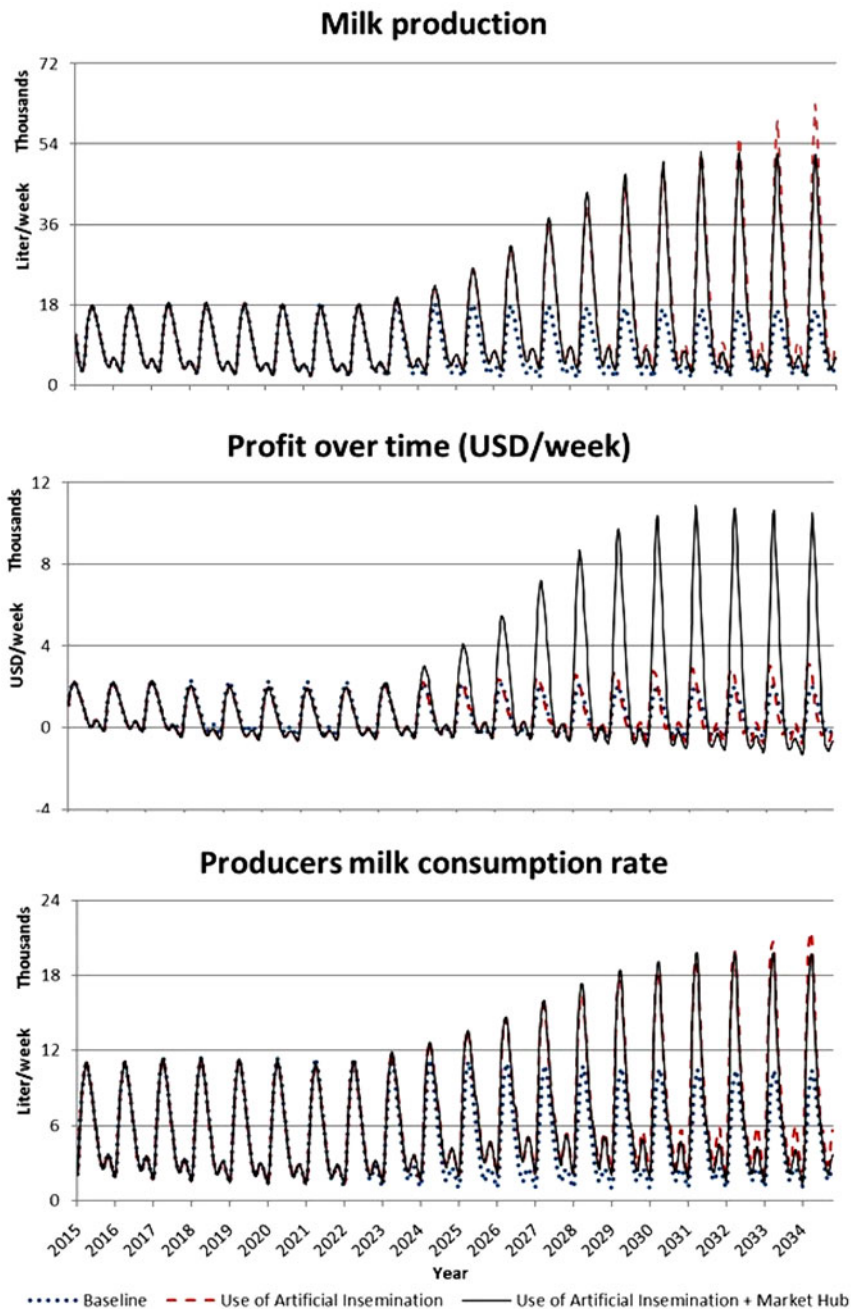 Milk production
Liter/week Thousands
72
54
36
18
0
Profit over time (USD/week)
USD/week Thousands
12
8
4
0
-4
Producers milk consumption rate
Liter/week Thousands
24
18
12
6
0
2015 2016 2017 2018 2019 2020 2021 2022 2023 2024 2025 2026 2027 2028 2029 2030 2031 2032 2033 2034
Year
Baseline Use of Artificial Insemination Use of Artificial Insemination + Market Hub